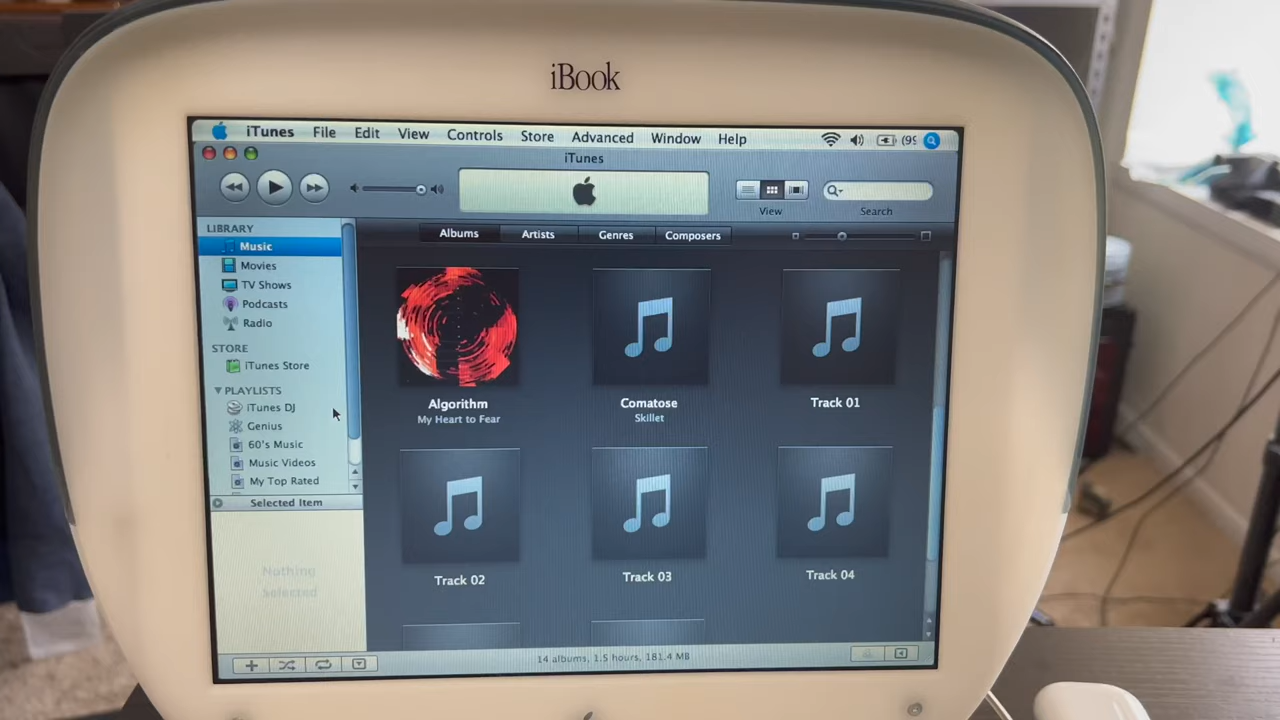 iBook
iTunes File Edit View Controls Store Advanced Window Help (99
iTunes
View
Search
LIBRARY
Music
Movies
TV Shows
Podcasts
Radio
STORE
iTunes Store
PLAYLISTS
iTunes DJ
Genius
60's Music
Music Videos
My Top Rated
Selected Item
Nothing
Selected
Albums Artists Genres Composers
Algorithm
My Heart to Fear
Comatose
Skillet
Track 01
Track 02
Track 03
Track 04
14 albums, 1.5 hours, 181.4 MB